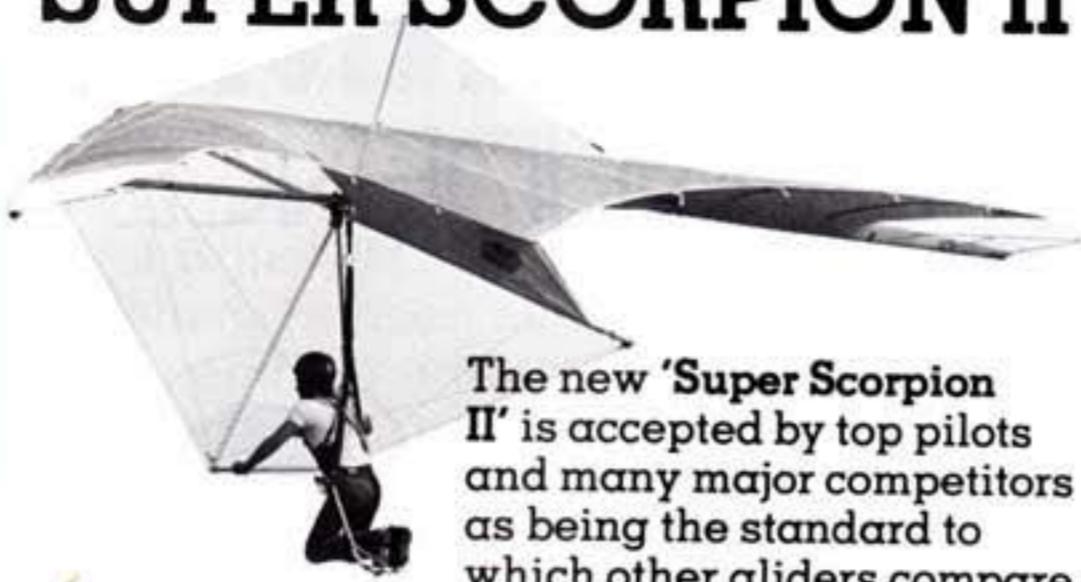 SUPER SCORPION II
The new 'Super Scorpion
II' is accepted by top pilots
and many major competitors
as being the standard to
which other gliders compare